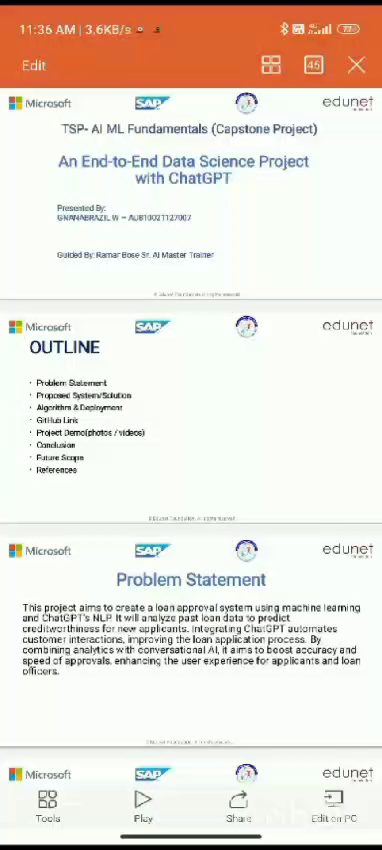 11:36 AM | 3.6KB/s
72
Edit
45
Microsoft
SAP
edunet
TSP- AI ML Fundamentals (Capstone Project)
An End-to-End Data Science Project
with ChatGPT
Presented By:
GNANABRAZIL W – AU810021127007
Guided By: Ramar Bose Sr. AI Master Trainer
Microsoft
SAP
edunet
OUTLINE
• Problem Statement
• Proposed System/Solution
• Algorithm & Deployment
• GitHub Link
• Project Demo(photos / videos)
• Conclusion
• Future Scope
• References
Microsoft
SAP
edunet
Problem Statement
This project aims to create a loan approval system using machine learning
and ChatGPT's NLP. It will analyze past loan data to predict
creditworthiness for new applicants. Integrating ChatGPT automates
customer interactions, improving the loan application process. By
combining analytics with conversational AI, it aims to boost accuracy and
speed of approvals, enhancing the user experience for applicants and loan
officers.
Microsoft
SAP
edunet
Tools
Play
Share
Edit on PC